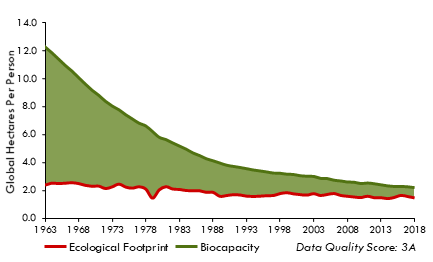 14.0
12.0
10.0
8.0
6.0
4.0
2.0
0.0
Global Hectares Per Person
1963 1968 1973 1978 1983 1988 1993 1998 2003 2008 2013 2018
Ecological Footprint Biocapacity Data Quality Score: 3A